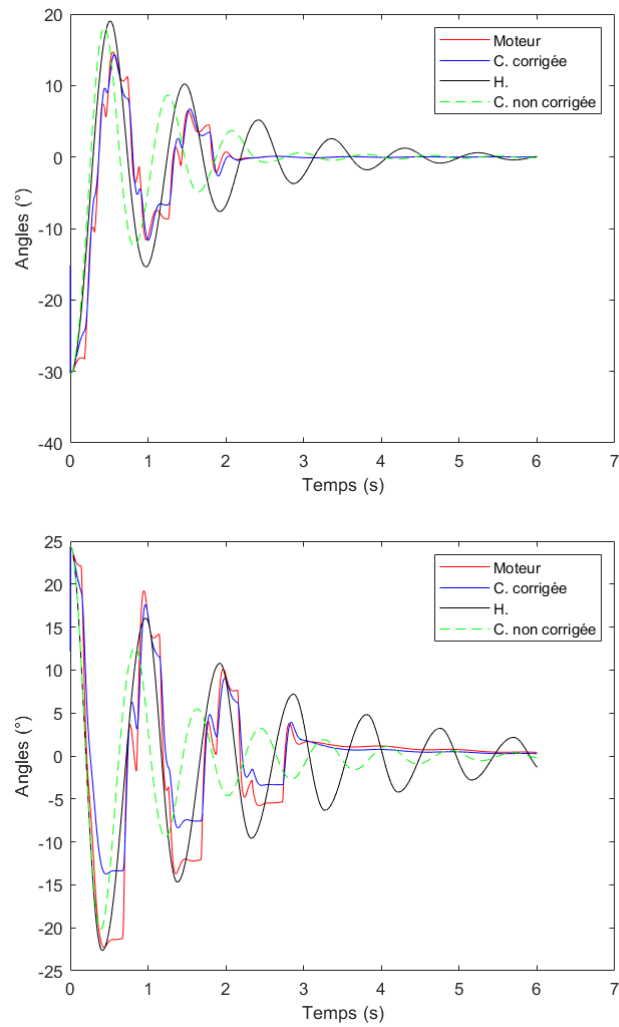 20
10
0
-10
-20
-30
-40
Angles (°)
0 1 2 3 4 5 6 7
Temps (s)
Moteur
C. corrigée
H.
C. non corrigée
25
20
15
10
5
0
-5
-10
-15
-20
-25
Angles (°)
0 1 2 3 4 5 6 7
Temps (s)
Moteur
C. corrigée
H.
C. non corrigée